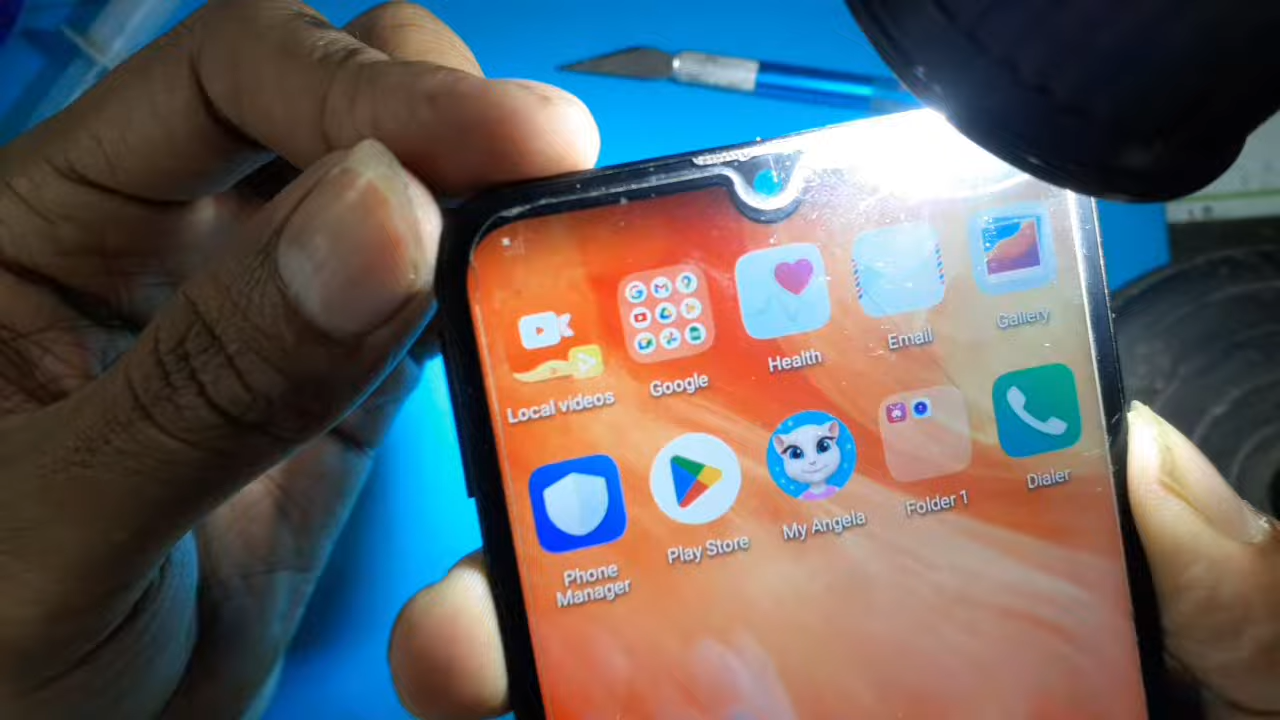 Local videos
Google
Health
Email
Gallery
Phone
Manager
Play Store
My Angela
Folder 1
Dialer